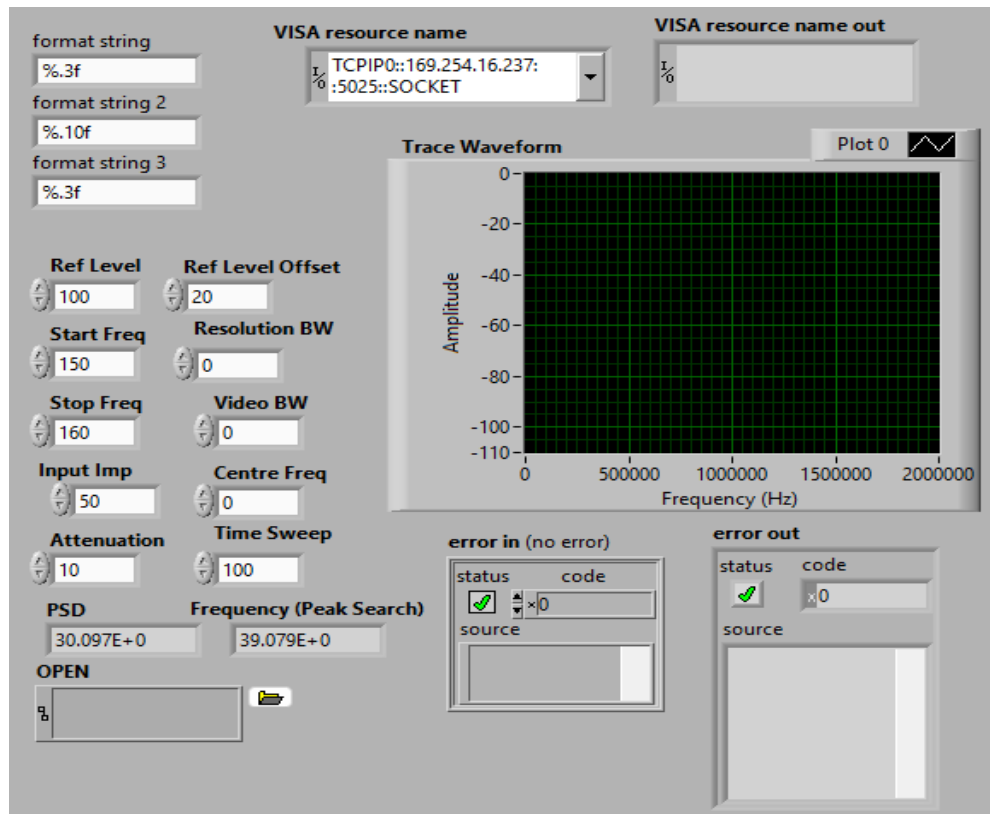 format string
%.3f
format string 2
%.10f
format string 3
%.3f
VISA resource name
TCPIP0::169.254.16.237:
:5025::SOCKET
VISA resource name out
Trace Waveform
Plot 0
0
-20
-40
-60
-80
-100
-110
Amplitude
0 500000 1000000 1500000 2000000
Frequency (Hz)
Ref Level Ref Level Offset
100 20
Start Freq Resolution BW
150 0
Stop Freq Video BW
160 0
Input Imp Centre Freq
50 0
Attenuation Time Sweep
10 100
PSD Frequency (Peak Search)
30.097E+0 39.079E+0
OPEN
error in (no error)
status code
×0
source
error out
status code
x0
source